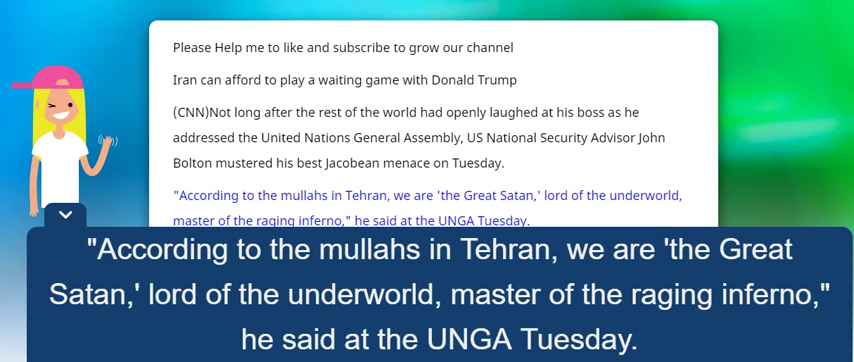 Please Help me to like and subscribe to grow our channel
Iran can afford to play a waiting game with Donald Trump
(CNN)Not long after the rest of the world had openly laughed at his boss as he
addressed the United Nations General Assembly, US National Security Advisor John
Bolton mustered his best Jacobean menace on Tuesday.
"According to the mullahs in Tehran, we are 'the Great Satan,' lord of the underworld,
master of the raging inferno," he said at the UNGA Tuesday.
"According to the mullahs in Tehran, we are 'the Great
Satan,' lord of the underworld, master of the raging inferno,"
he said at the UNGA Tuesday.